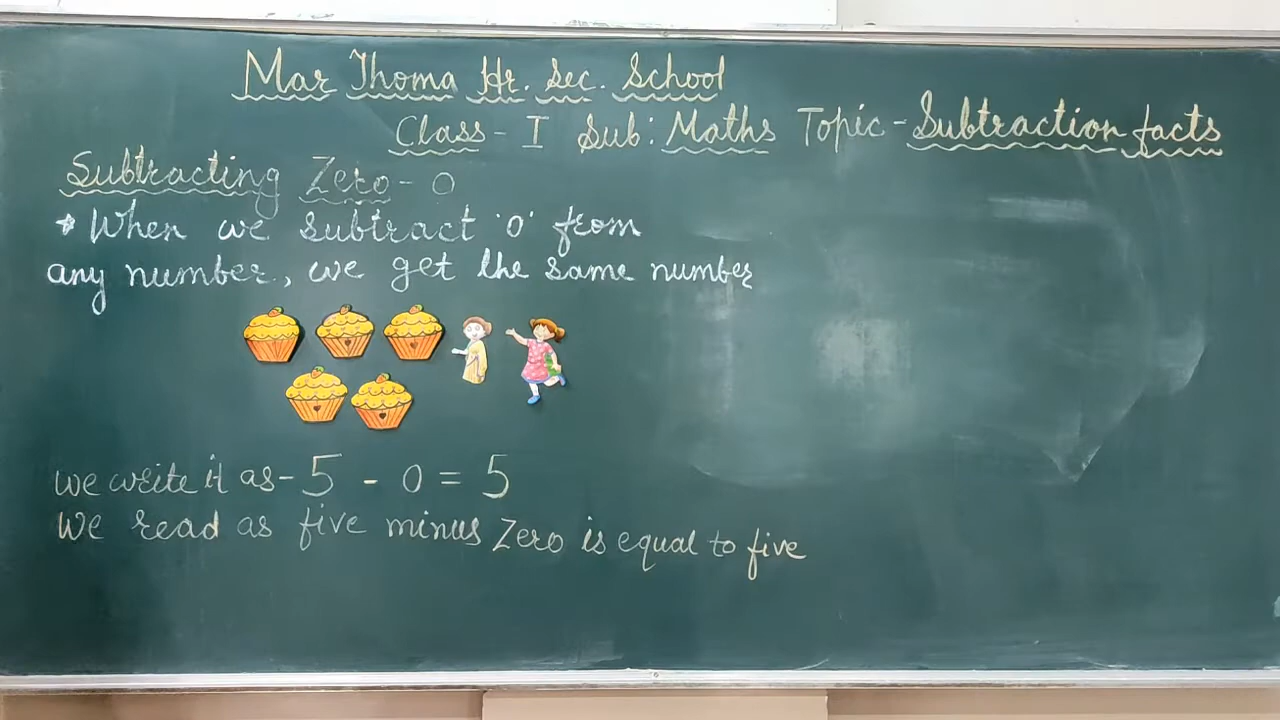 Mar Thoma Hr. Sec. School
Class - I Sub: Maths Topic - Subtraction facts
Subtracting Zero - 0
* When we subtract '0' from
any number, we get the same number
we write it as - 5 - 0 = 5
We read as five minus Zero is equal to five